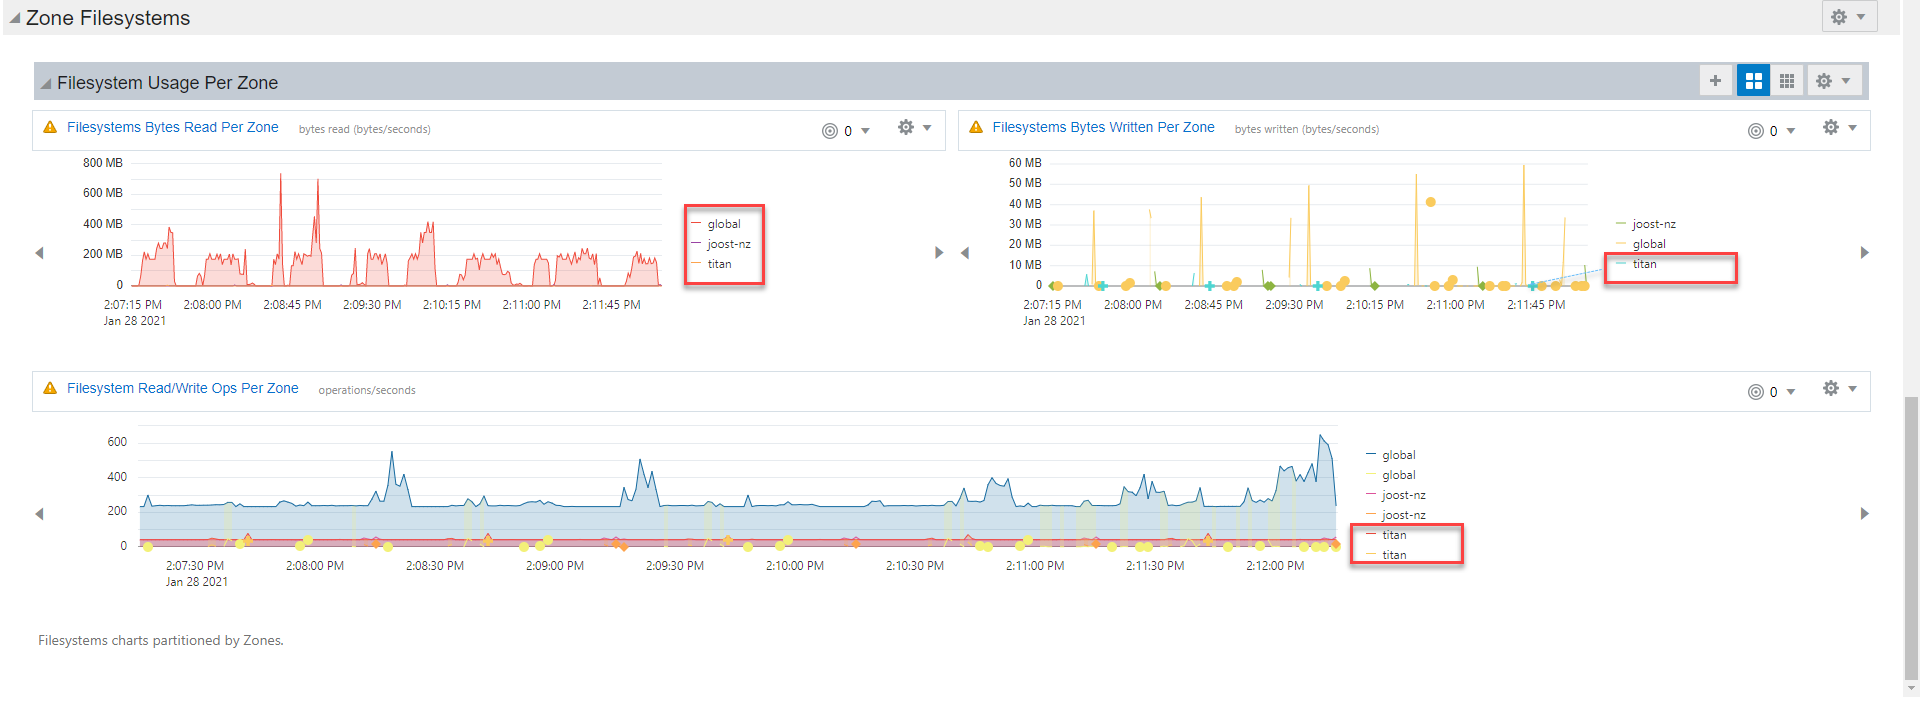 Zone Filesystems
Filesystem Usage Per Zone
Filesystems Bytes Read Per Zone bytes read (bytes/seconds) 0
800 MB
600 MB
400 MB
200 MB
0
2:07:15 PM 2:08:00 PM 2:08:45 PM 2:09:30 PM 2:10:15 PM 2:11:00 PM 2:11:45 PM
Jan 28 2021
global
joost-nz
titan
Filesystems Bytes Written Per Zone bytes written (bytes/seconds) 0
60 MB
50 MB
40 MB
30 MB
20 MB
10 MB
0
2:07:15 PM 2:08:00 PM 2:08:45 PM 2:09:30 PM 2:10:15 PM 2:11:00 PM 2:11:45 PM
Jan 28 2021
joost-nz
global
titan
Filesystem Read/Write Ops Per Zone operations/seconds 0
600
400
200
0
2:07:30 PM 2:08:00 PM 2:08:30 PM 2:09:00 PM 2:09:30 PM 2:10:00 PM 2:10:30 PM 2:11:00 PM 2:11:30 PM 2:12:00 PM
Jan 28 2021
global
global
joost-nz
joost-nz
titan
titan
Filesystems charts partitioned by Zones.